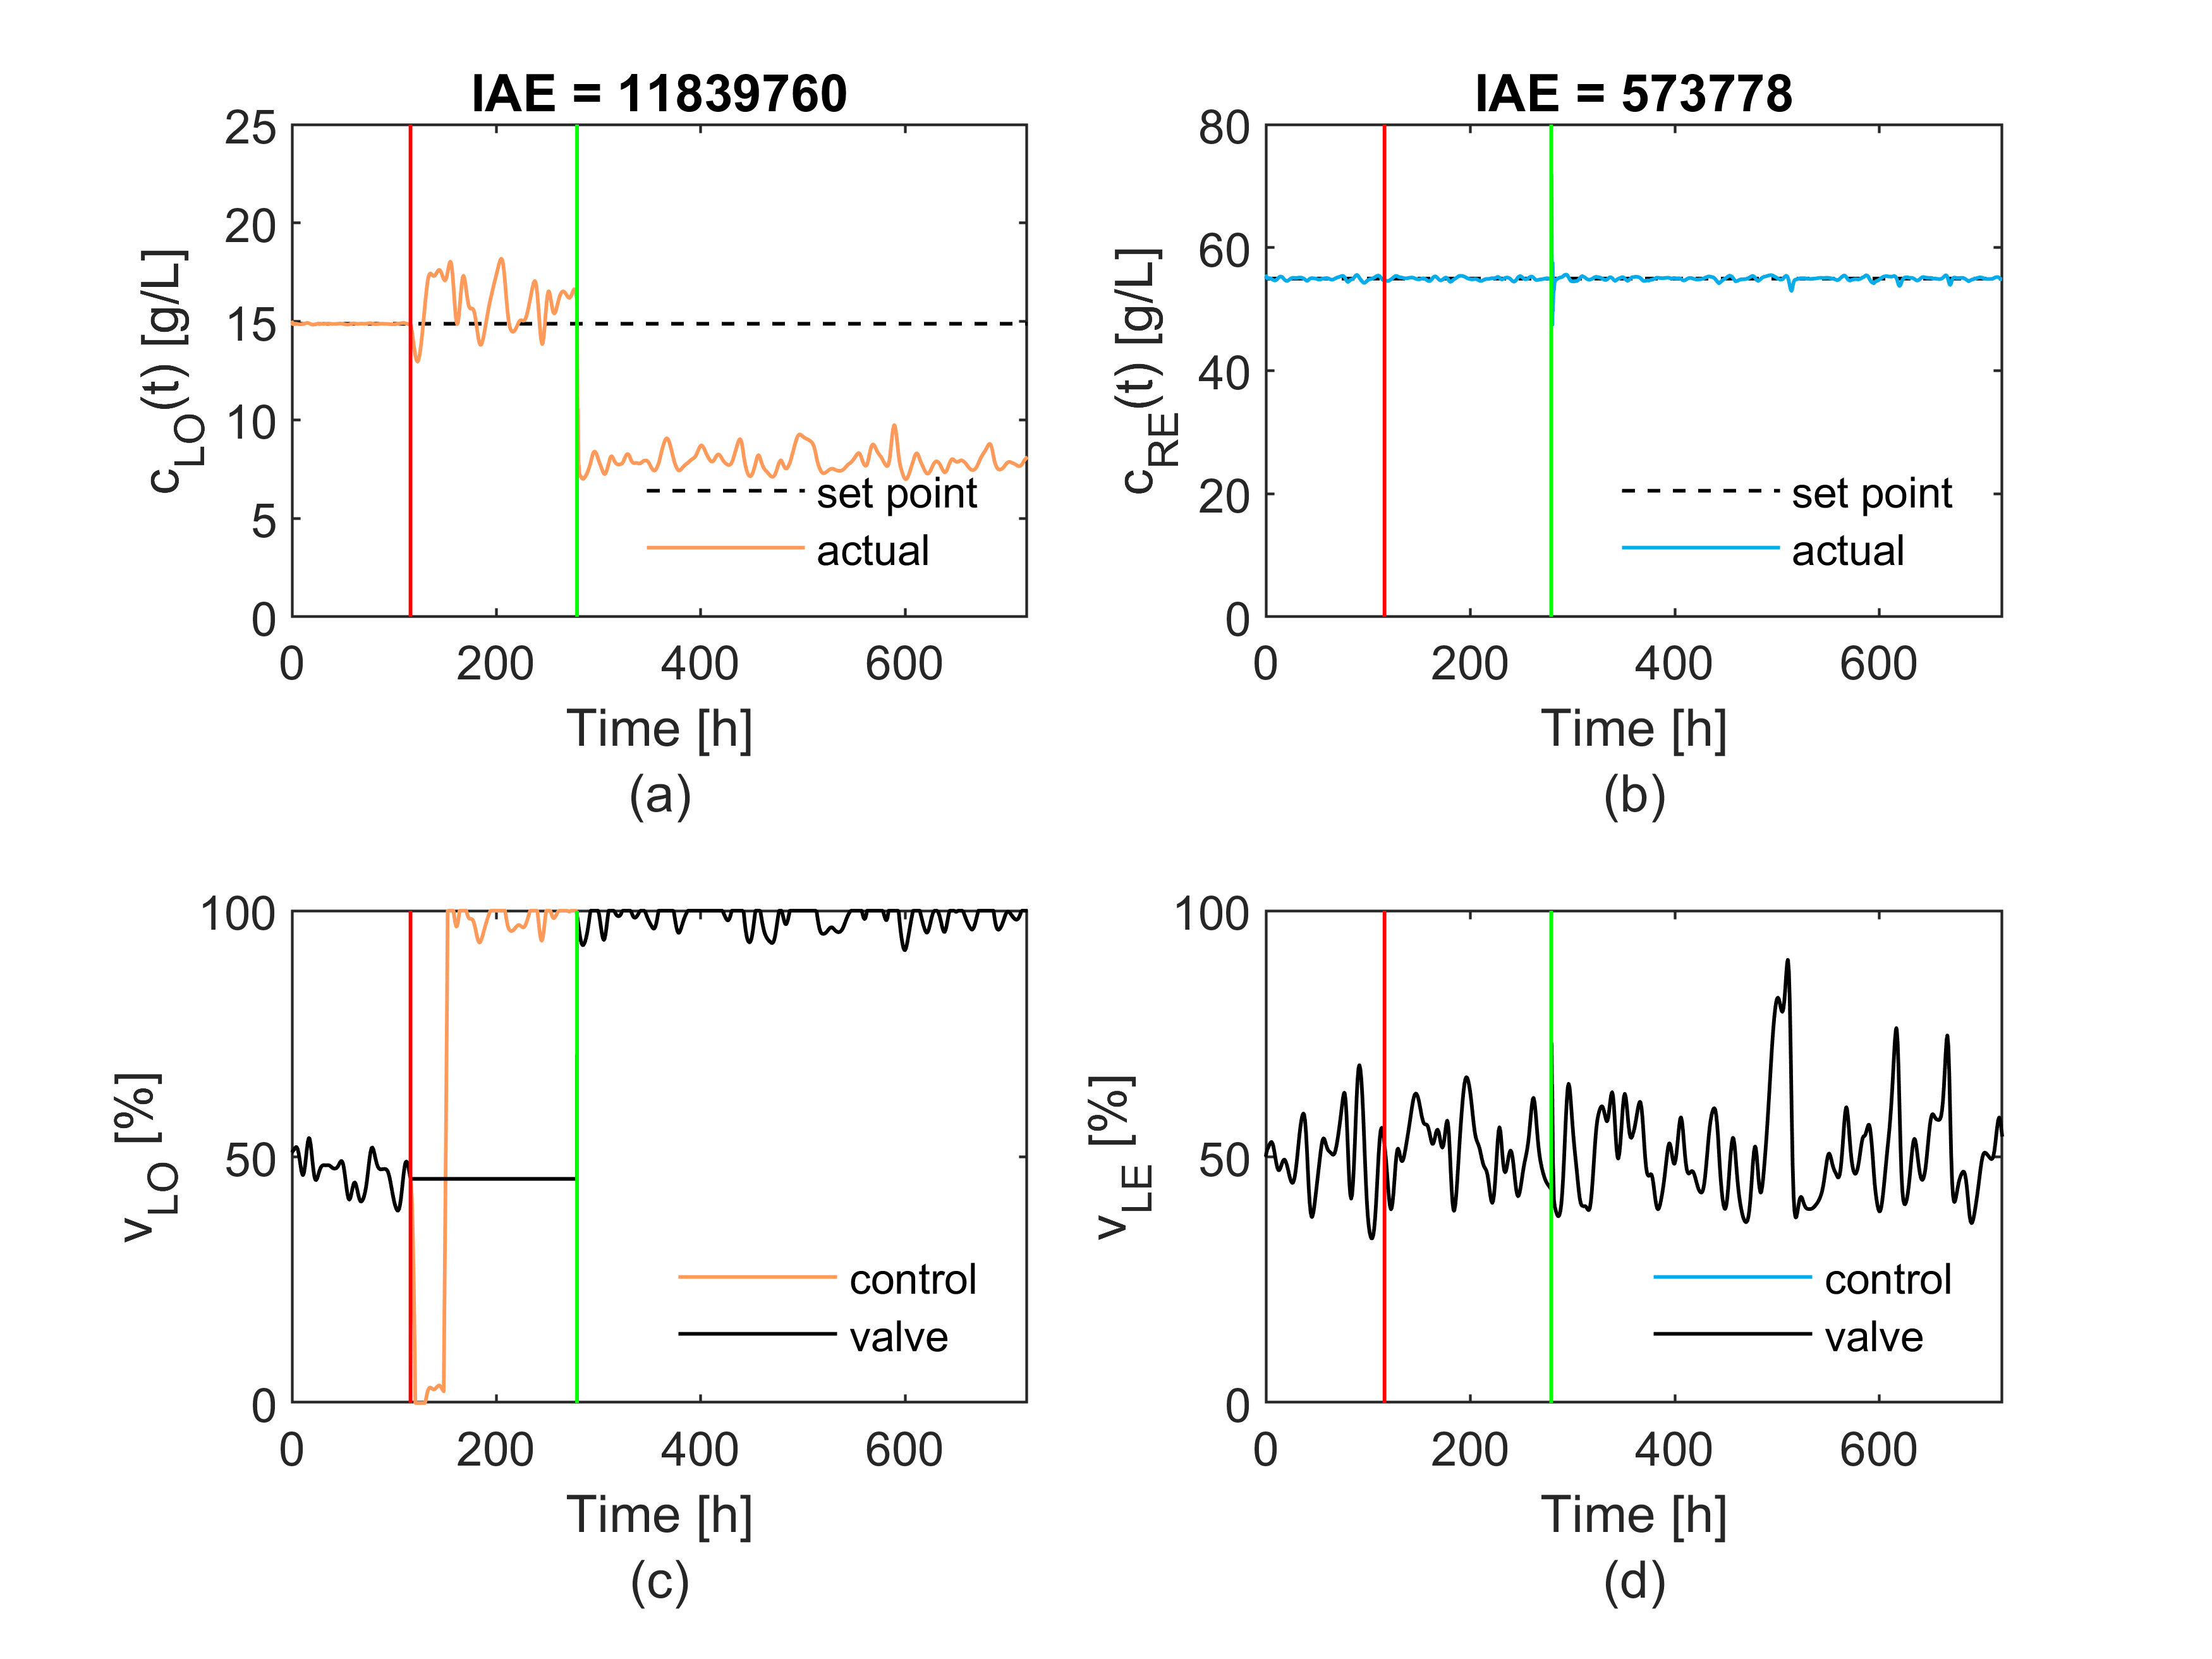 IAE = 11839760
25
20
15
10
5
0
c_LO(t) [g/L]
set point
actual
0 200 400 600
Time [h]
(a)
IAE = 573778
80
60
40
20
0
c_RE(t) [g/L]
set point
actual
0 200 400 600
Time [h]
(b)
100
50
0
v_LO [%]
control
valve
0 200 400 600
Time [h]
(c)
100
50
0
v_LE [%]
control
valve
0 200 400 600
Time [h]
(d)